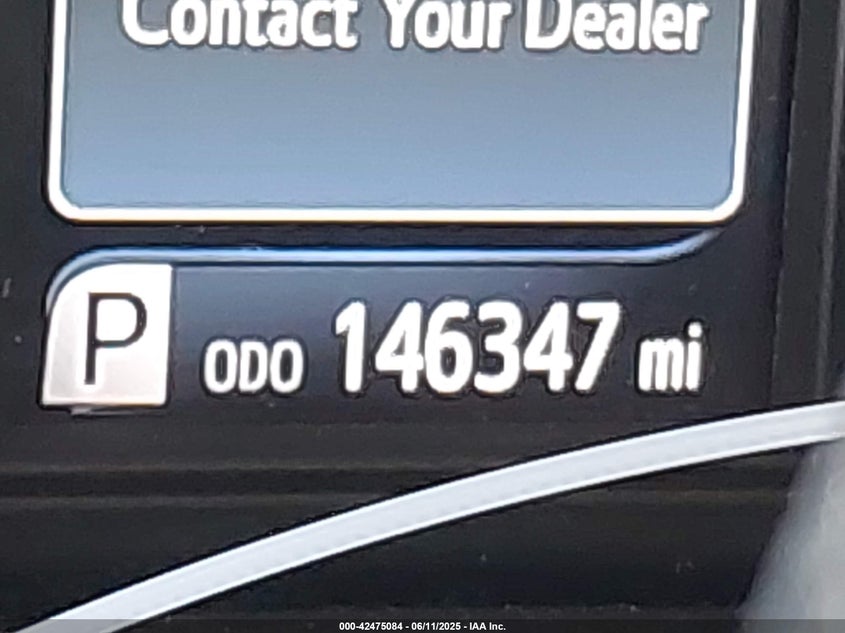 Contact Your Dealer
P ODO 146347 mi
000-42475084 - 06/11/2025 - IAA Inc.